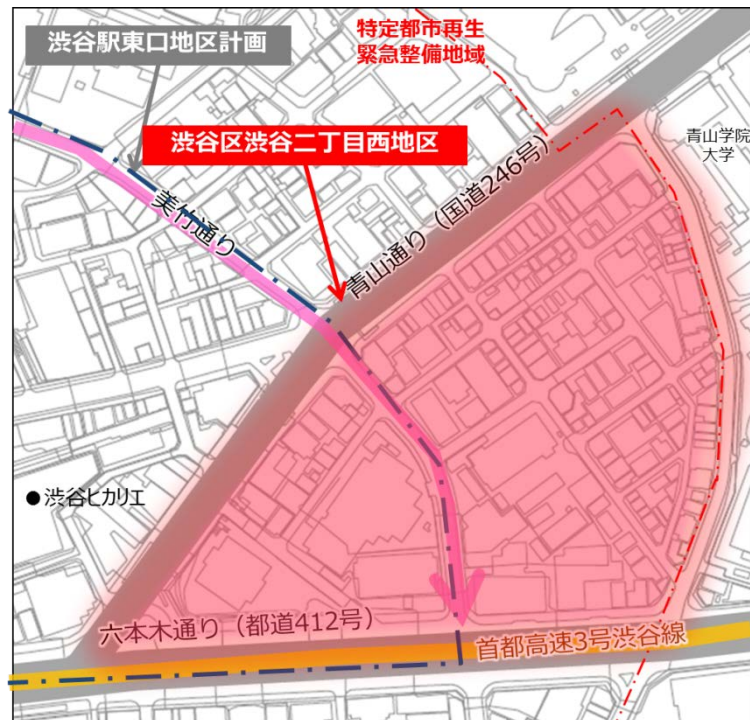 渋谷駅東口地区計画
特定都市再生
緊急整備地域
渋谷区渋谷二丁目西地区
青山学院
大学
美竹通り
青山通り（国道246号）
●渋谷ヒカリエ
六本木通り（都道412号）
首都高速3号渋谷線